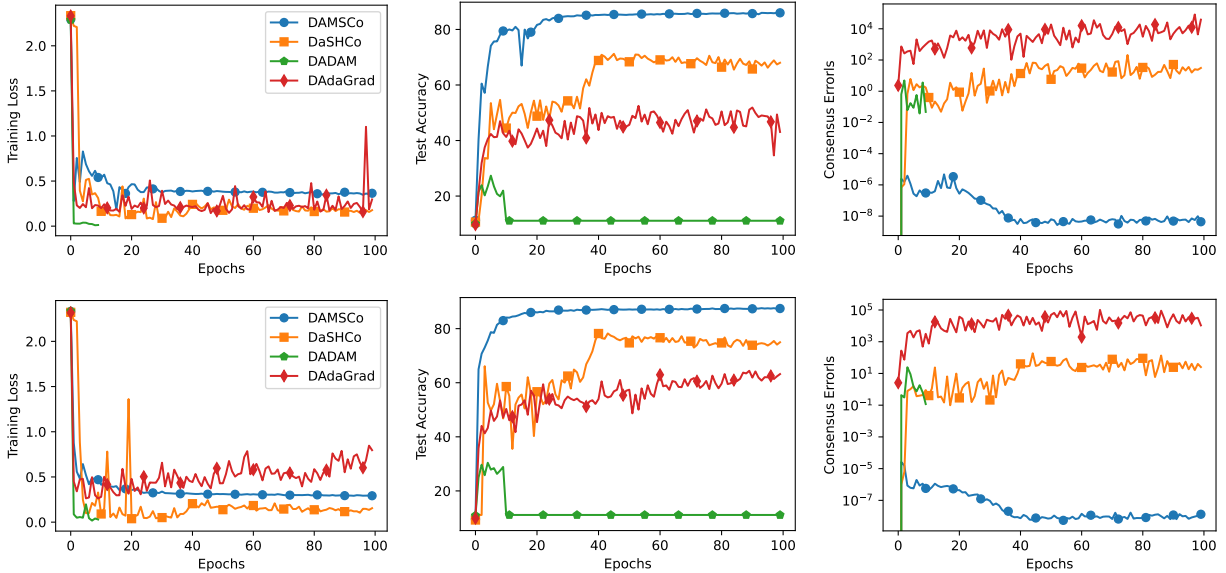 2.0
1.5
1.0
0.5
0.0
0 20 40 60 80 100
Epochs
Training Loss
DAMSCo
DaSHCo
DADAM
DAdaGrad
80
60
40
20
0 20 40 60 80 100
Epochs
Test Accuracy
10^4
10^2
10^0
10^−2
10^−4
10^−6
10^−8
0 20 40 60 80 100
Epochs
Consensus Errorls
2.0
1.5
1.0
0.5
0.0
0 20 40 60 80 100
Epochs
Training Loss
DAMSCo
DaSHCo
DADAM
DAdaGrad
80
60
40
20
0 20 40 60 80 100
Epochs
Test Accuracy
10^5
10^3
10^1
10^−1
10^−3
10^−5
10^−7
0 20 40 60 80 100
Epochs
Consensus Errorls